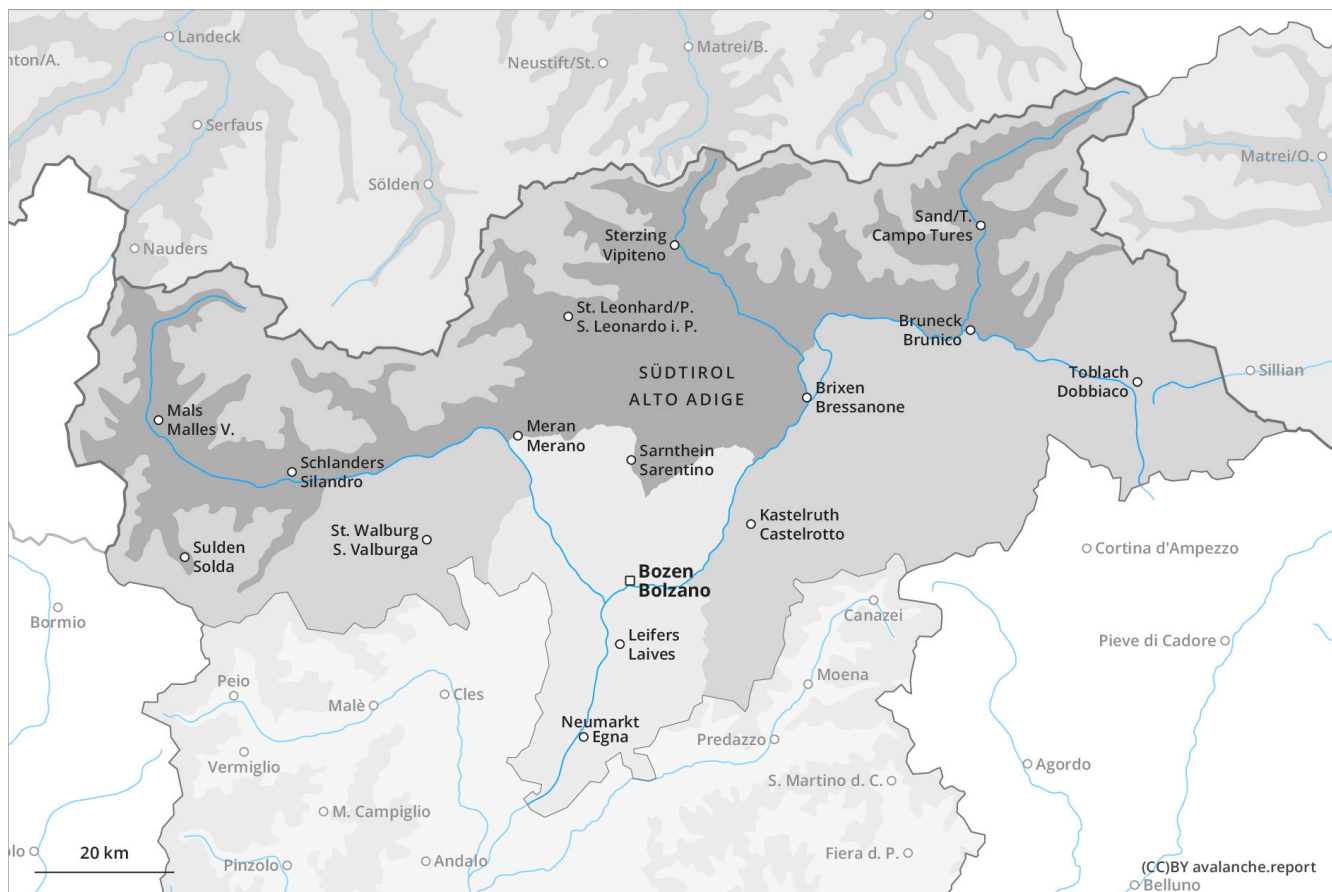 Landeck
nton/A.
Matrei/B.
Neustift/St.
Serfaus
Matrei/O.
Sölden
Sand/T.
Campo Tures
Sterzing
Vipiteno
Nauders
St. Leonhard/P.
S. Leonardo i. P.
Bruneck
Brunico
SÜDTIROL
ALTO ADIGE
Toblach
Dobbiaco
Sillian
Brixen
Bressanone
Mals
Malles V.
Meran
Merano
Sarnthein
Sarentino
Schlanders
Silandro
Kastelruth
Castelrotto
St. Walburg
S. Valburga
Sulden
Solda
Cortina d'Ampezzo
Bozen
Bolzano
Bormio
Canazei
Leifers
Laives
Pieve di Cadore
Peio
Moena
Malè
Cles
Neumarkt
Egna
Predazzo
Vermiglio
Agordo
S. Martino d. C.
M. Campiglio
olo
20 km
Pinzolo
Andalo
Fiera d. P.
(CC)BY avalanche.report
Belluno